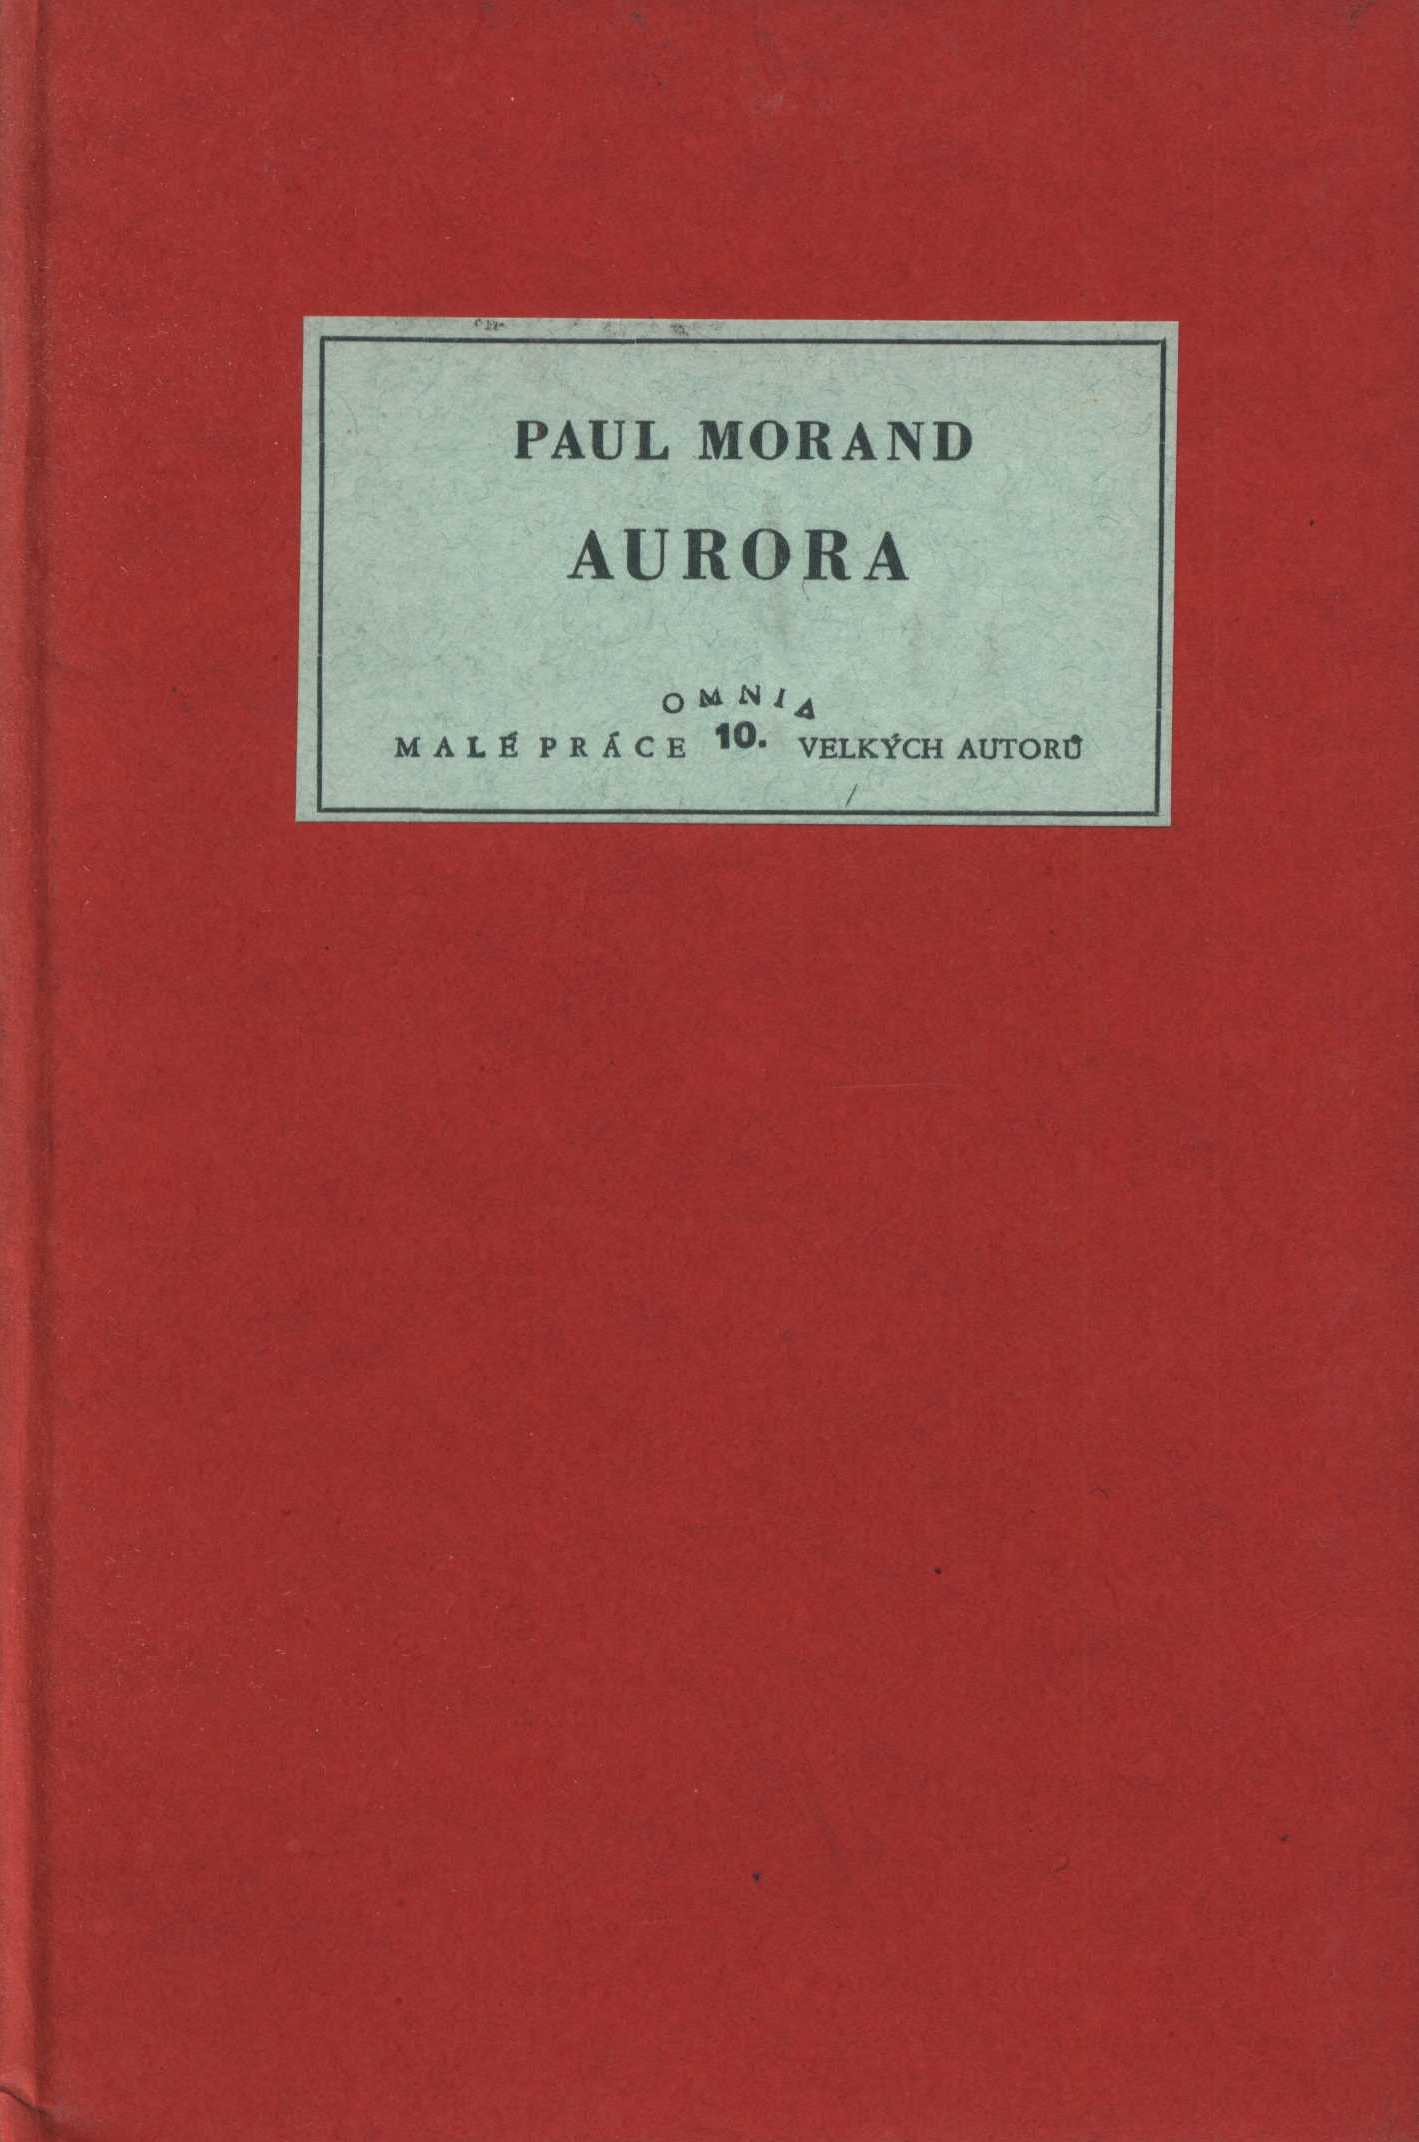 PAUL MORAND
AURORA
OMNIA
MALÉ PRÁCE 10. VELKÝCH AUTORŮ